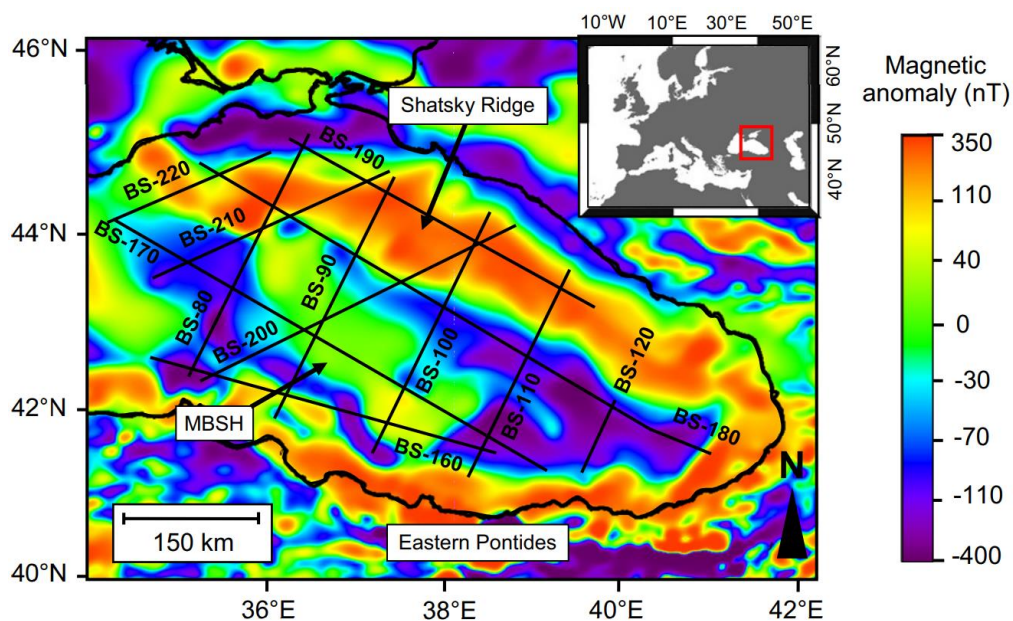 10°W 10°E 30°E 50°E
60°N
50°N
40°N
46°N
44°N
42°N
40°N
Shatsky Ridge
BS-190
BS-220
BS-210
BS-170
BS-90
BS-80
BS-200
BS-100
BS-120
BS-110
BS-180
MBSH
BS-160
N
150 km
Eastern Pontides
36°E 38°E 40°E 42°E
Magnetic
anomaly (nT)
350
110
40
0
-30
-70
-110
-400